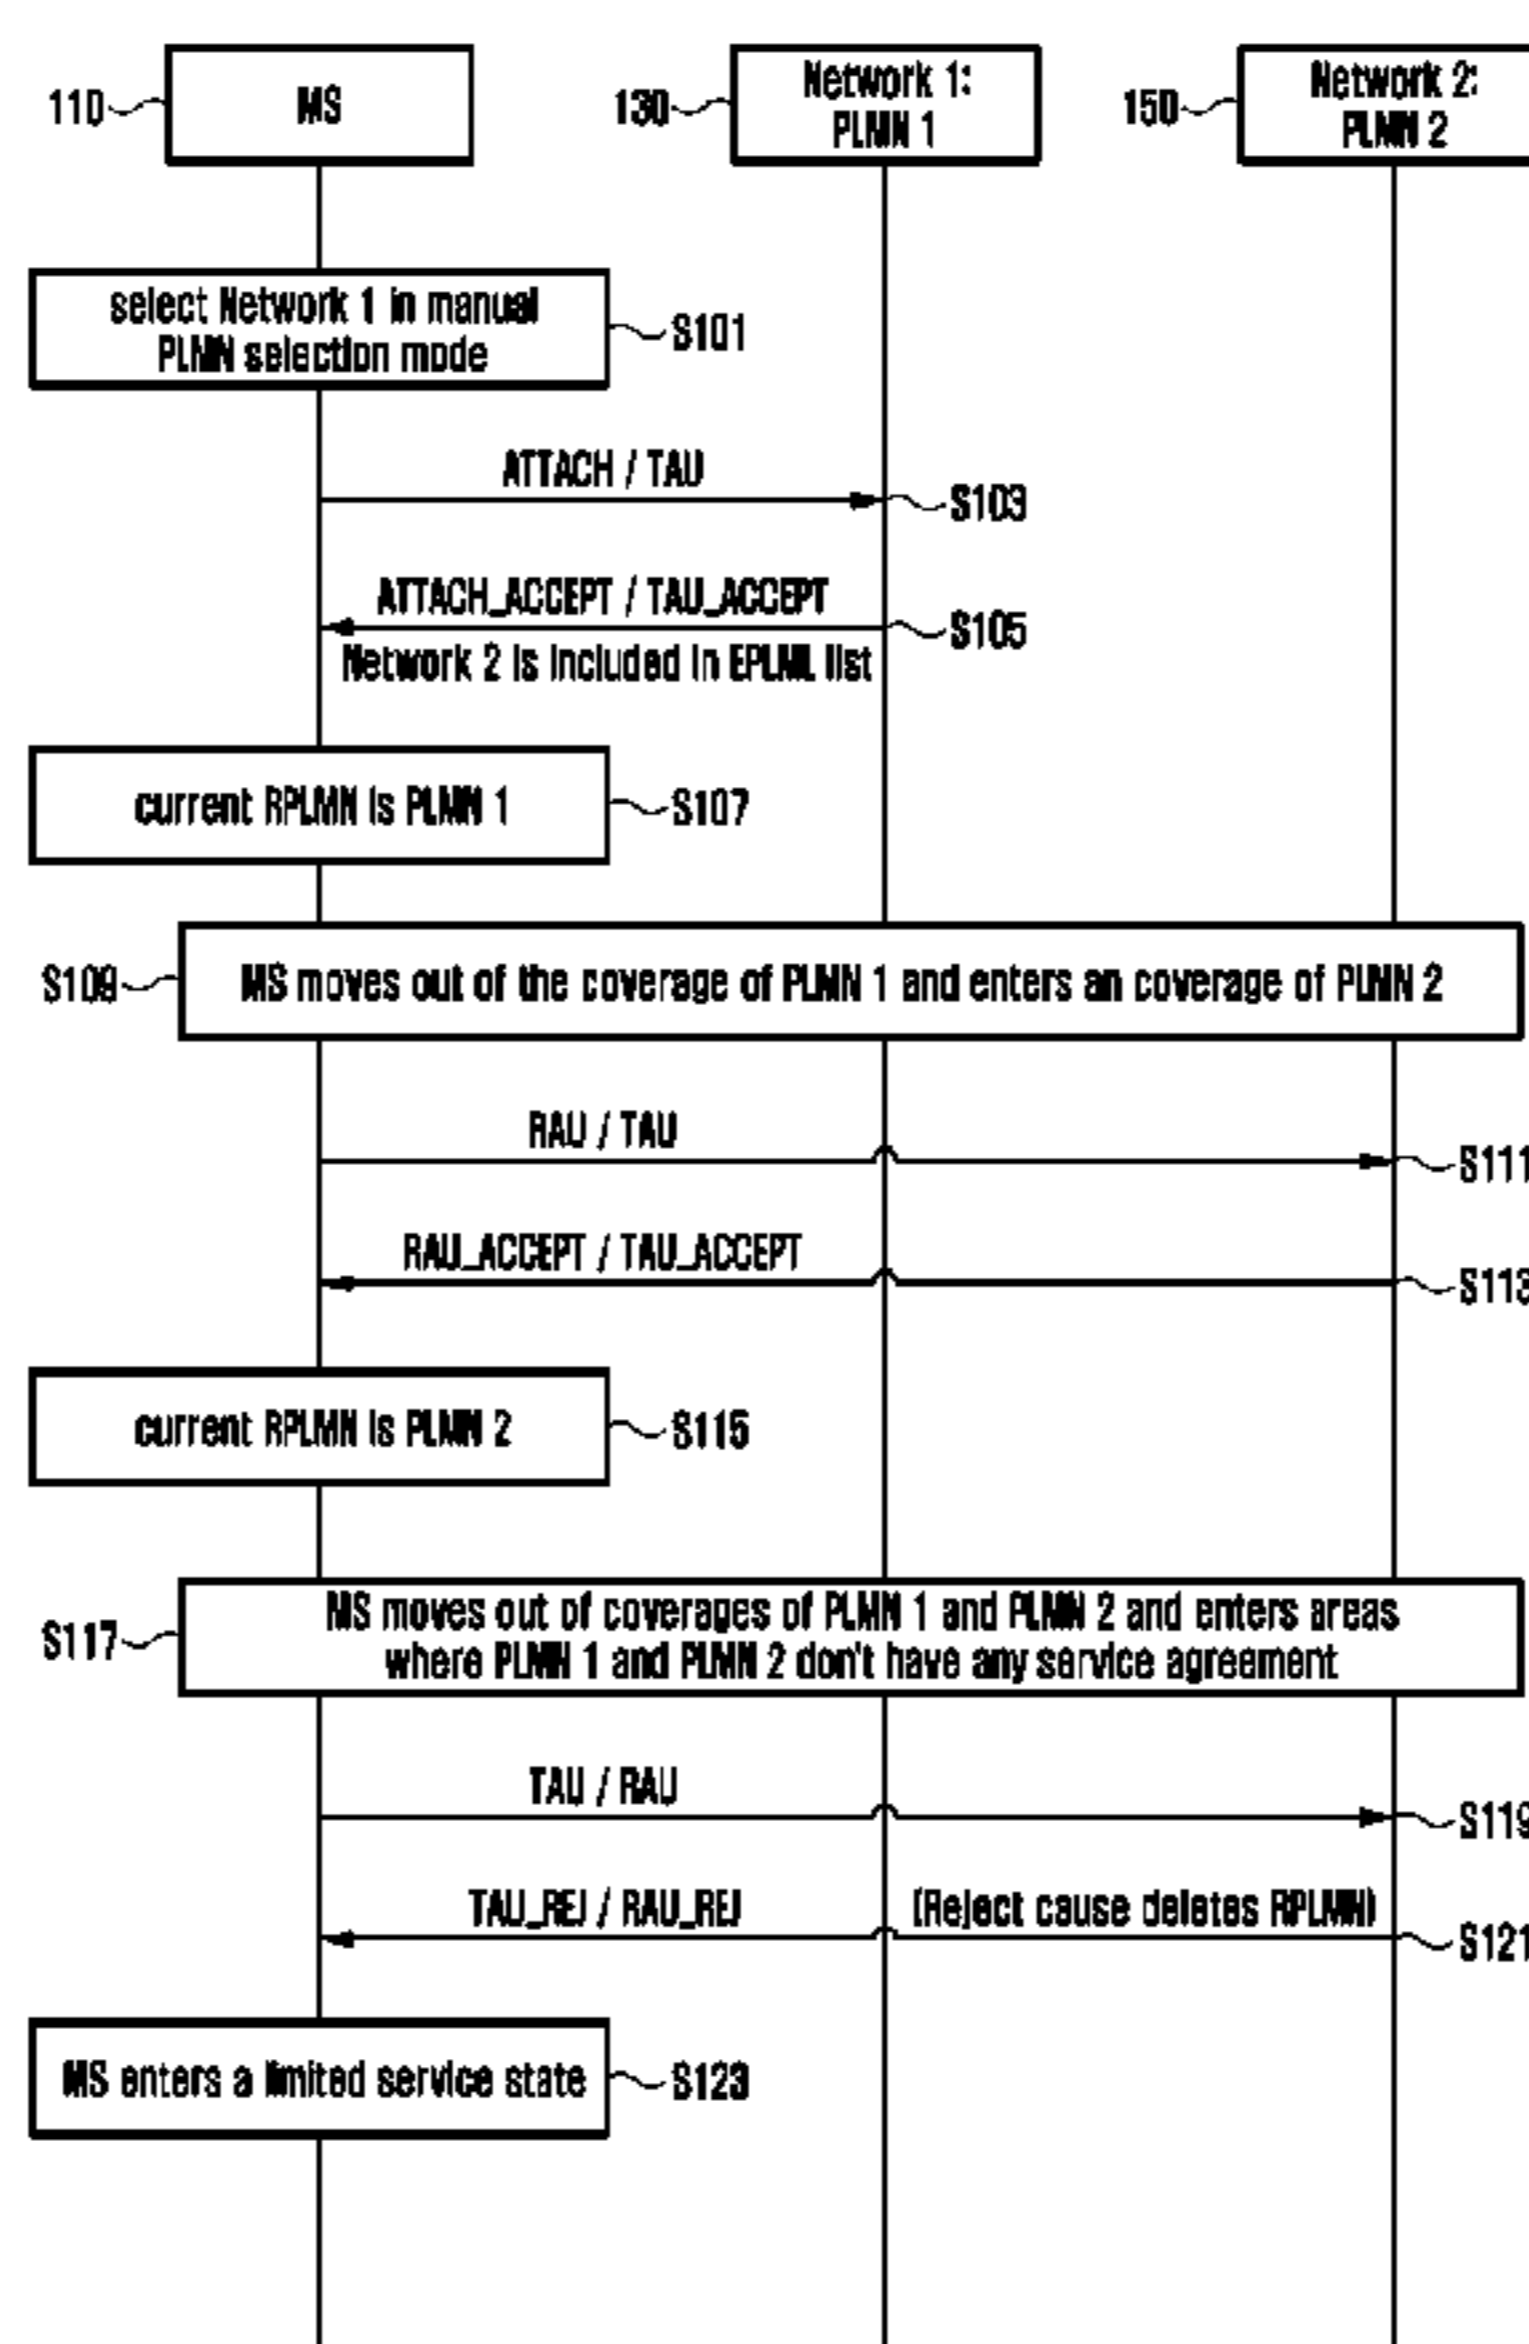 110
MS
130
Network 1:
PLMN 1
150
Network 2:
PLMN 2
select Network 1 in manual
PLMN selection mode
S101
ATTACH / TAU
S103
ATTACH_ACCEPT / TAU_ACCEPT
S105
Network 2 is included in EPLML list
current RPLMN is PLMN 1
S107
S109
MS moves out of the coverage of PLMN 1 and enters an coverage of PLMN 2
RAU / TAU
S111
RAU_ACCEPT / TAU_ACCEPT
S113
current RPLMN is PLMN 2
S115
S117
MS moves out of coverages of PLMN 1 and PLMN 2 and enters areas
where PLMN 1 and PLMN 2 don't have any service agreement
TAU / RAU
S119
TAU_REJ / RAU_REJ
(Reject cause deletes RPLMN)
S121
MS enters a limited service state
S123